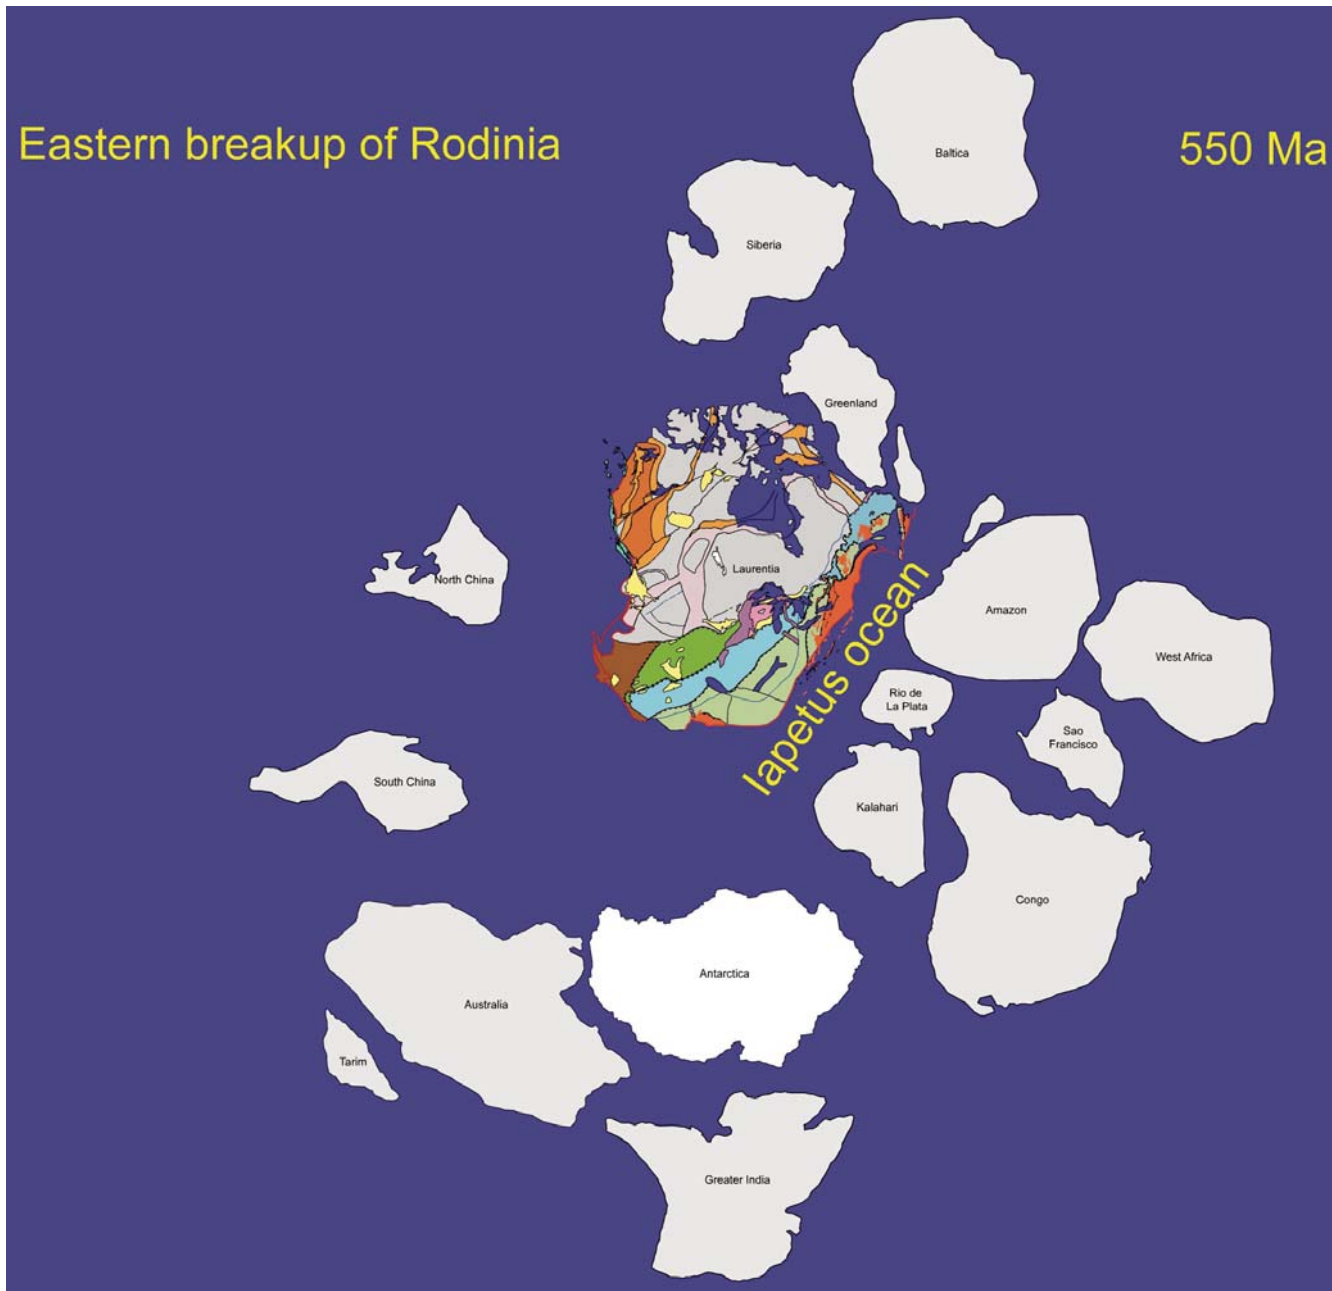 Eastern breakup of Rodinia
550 Ma
Baltica
Siberia
Greenland
North China
Laurentia
Iapetus ocean
Amazon
West Africa
Rio de
La Plata
Sao
Francisco
South China
Kalahari
Congo
Antarctica
Australia
Tarim
Greater India